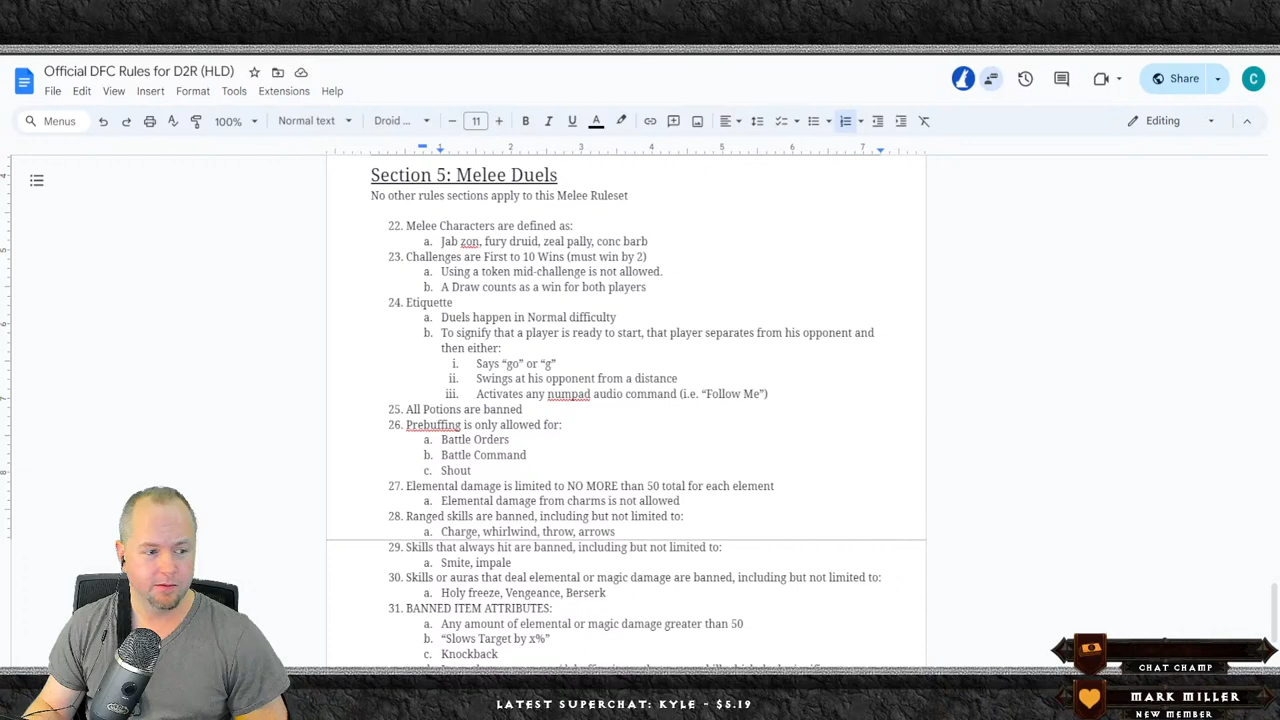 Official DFC Rules for D2R (HLD)
File Edit View Insert Format Tools Extensions Help
Share
C
Menus 100% Normal text Droid ... 11 Editing
1 2 3 4 5 6 7
Section 5: Melee Duels
No other rules sections apply to this Melee Ruleset
22. Melee Characters are defined as:
a. Jab zon, fury druid, zeal pally, conc barb
23. Challenges are First to 10 Wins (must win by 2)
a. Using a token mid-challenge is not allowed.
b. A Draw counts as a win for both players
24. Etiquette
a. Duels happen in Normal difficulty
b. To signify that a player is ready to start, that player separates from his opponent and
then either:
i. Says “go” or “g”
ii. Swings at his opponent from a distance
iii. Activates any numpad audio command (i.e. “Follow Me”)
25. All Potions are banned
26. Prebuffing is only allowed for:
a. Battle Orders
b. Battle Command
c. Shout
27. Elemental damage is limited to NO MORE than 50 total for each element
a. Elemental damage from charms is not allowed
28. Ranged skills are banned, including but not limited to:
a. Charge, whirlwind, throw, arrows
29. Skills that always hit are banned, including but not limited to:
a. Smite, impale
30. Skills or auras that deal elemental or magic damage are banned, including but not limited to:
a. Holy freeze, Vengeance, Berserk
31. BANNED ITEM ATTRIBUTES:
a. Any amount of elemental or magic damage greater than 50
b. “Slows Target by x%”
c. Knockback
CHAT CHAMP
MARK MILLER
NEW MEMBER
LATEST SUPERCHAT: KYLE - $5.19